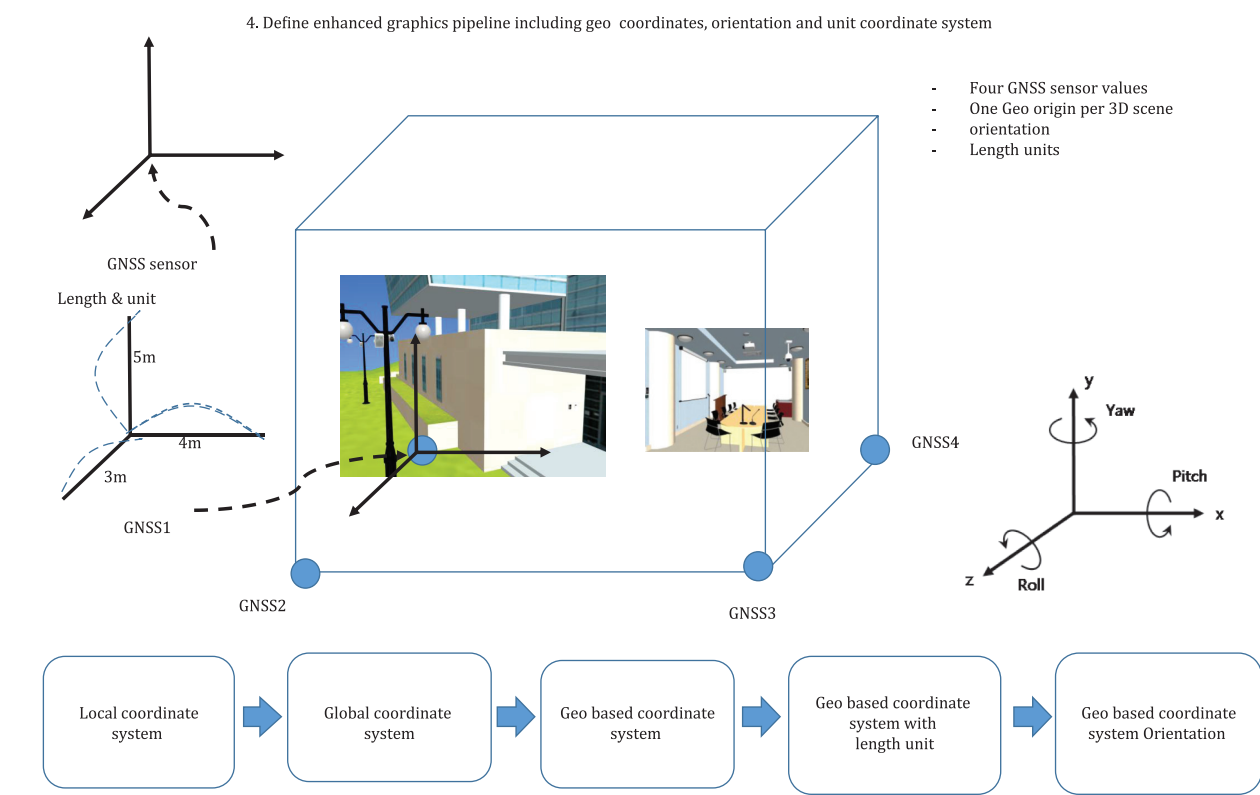 4. Define enhanced graphics pipeline including geo coordinates, orientation and unit coordinate system
- Four GNSS sensor values
- One Geo origin per 3D scene
- orientation
- Length units
GNSS sensor
Length & unit
5m
4m
3m
GNSS1
GNSS2
GNSS3
GNSS4
y
Yaw
Pitch
x
z
Roll
Local coordinate
system
Global coordinate
system
Geo based coordinate
system
Geo based coordinate
system with
length unit
Geo based coordinate
system Orientation